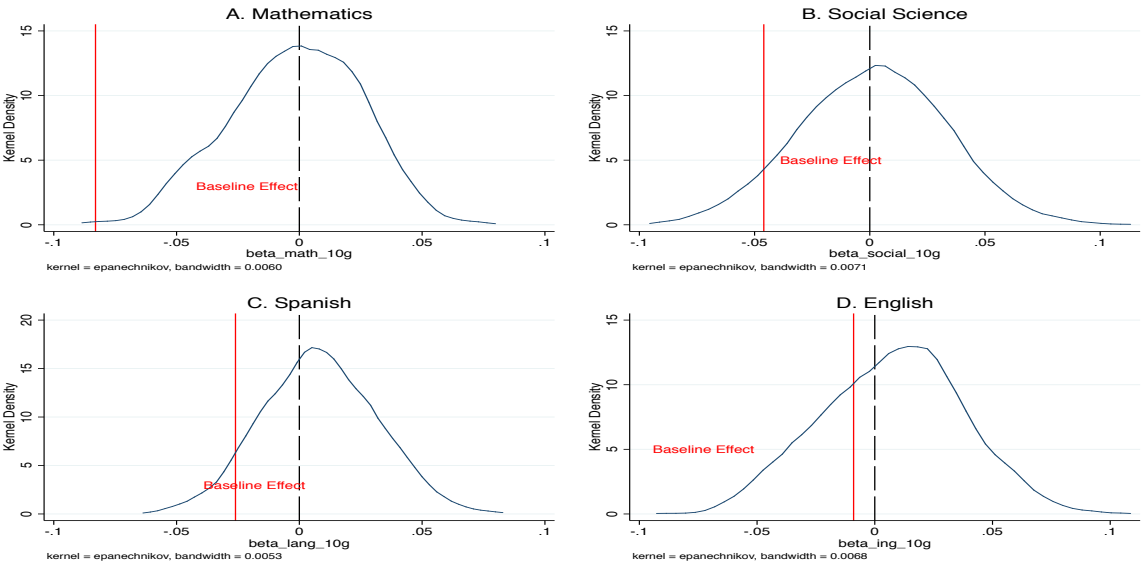 A. Mathematics
Kernel Density
15
10
5
0
Baseline Effect
-.1
-.05
0
.05
.1
beta_math_10g
kernel = epanechnikov, bandwidth = 0.0060
B. Social Science
Kernel Density
15
10
5
0
Baseline Effect
-.1
-.05
0
.05
.1
beta_social_10g
kernel = epanechnikov, bandwidth = 0.0071
C. Spanish
Kernel Density
20
15
10
5
0
Baseline Effect
-.1
-.05
0
.05
.1
beta_lang_10g
kernel = epanechnikov, bandwidth = 0.0053
D. English
Kernel Density
15
10
5
0
Baseline Effect
-.1
-.05
0
.05
.1
beta_ing_10g
kernel = epanechnikov, bandwidth = 0.0068